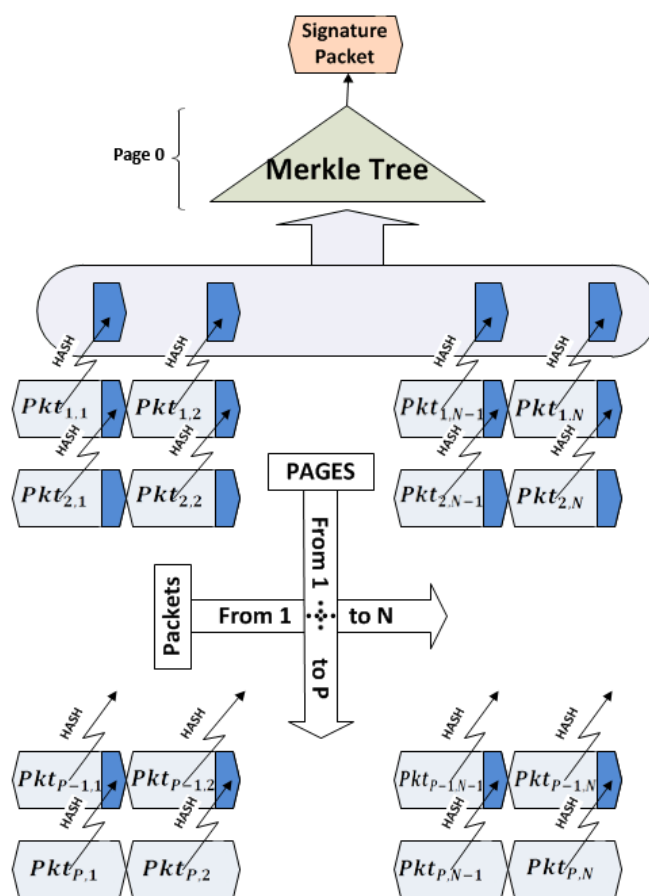 Signature
Packet
Page 0
Merkle Tree
HASH HASH HASH HASH
Pkt1,1 Pkt1,2 Pkt1,N−1 Pkt1,N
HASH HASH HASH HASH
Pkt2,1 Pkt2,2 Pkt2,N−1 Pkt2,N
PAGES
From 1
to P
Packets
From 1 to N
HASH HASH HASH HASH
PktP−1,1 PktP−1,2 PktP−1,N−1 PktP−1,N
HASH HASH HASH HASH
PktP,1 PktP,2 PktP,N−1 PktP,N